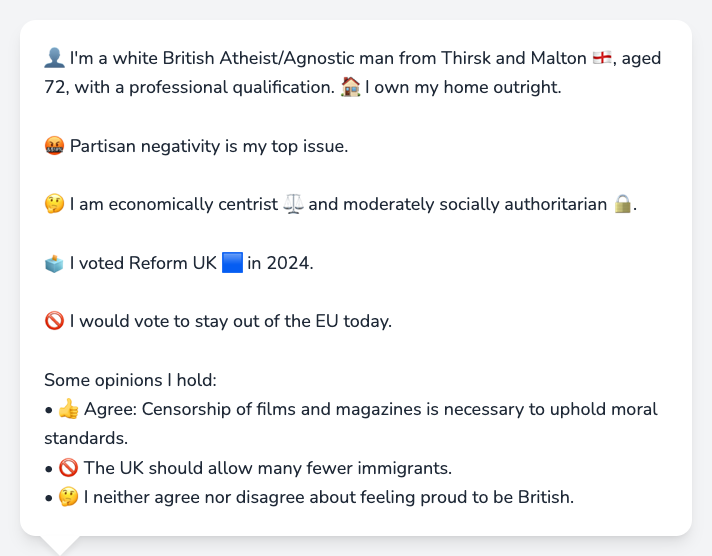 👤 I'm a white British Atheist/Agnostic man from Thirsk and Malton 🏴󠁧󠁢󠁥󠁮󠁧󠁿, aged
72, with a professional qualification. 🏠 I own my home outright.
🤬 Partisan negativity is my top issue.
🤔 I am economically centrist ⚖️ and moderately socially authoritarian 🔒.
🗳️ I voted Reform UK 🟦 in 2024.
🚫 I would vote to stay out of the EU today.
Some opinions I hold:
• 👍 Agree: Censorship of films and magazines is necessary to uphold moral
standards.
• 🚫 The UK should allow many fewer immigrants.
• 🤔 I neither agree nor disagree about feeling proud to be British.